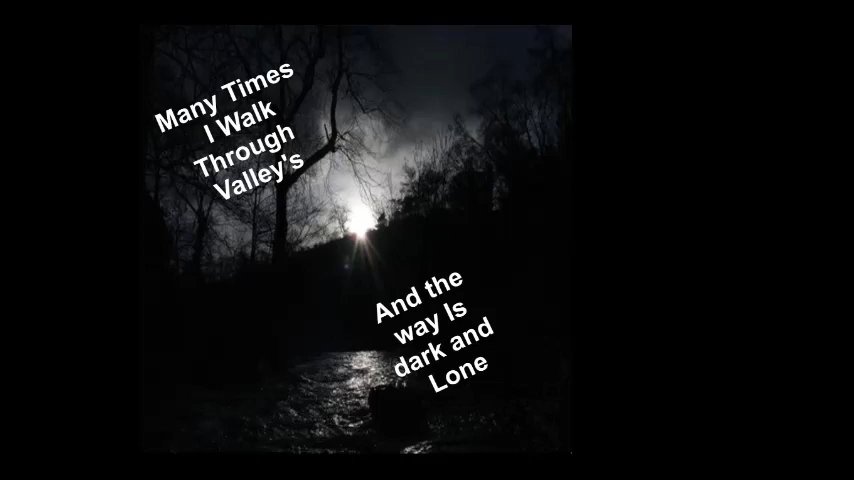 Many Times
I Walk
Through
Valley's
And the
way Is
dark and
Lone